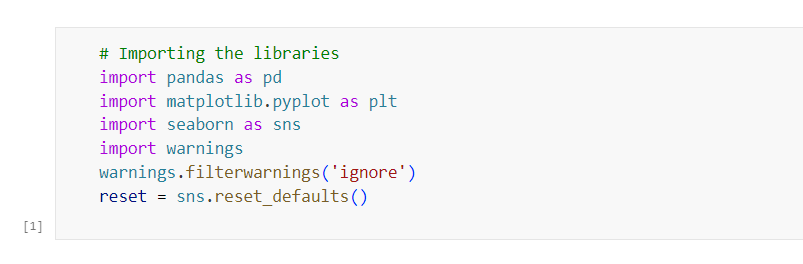 # Importing the libraries
import pandas as pd
import matplotlib.pyplot as plt
import seaborn as sns
import warnings
warnings.filterwarnings('ignore')
reset = sns.reset_defaults()
[1]